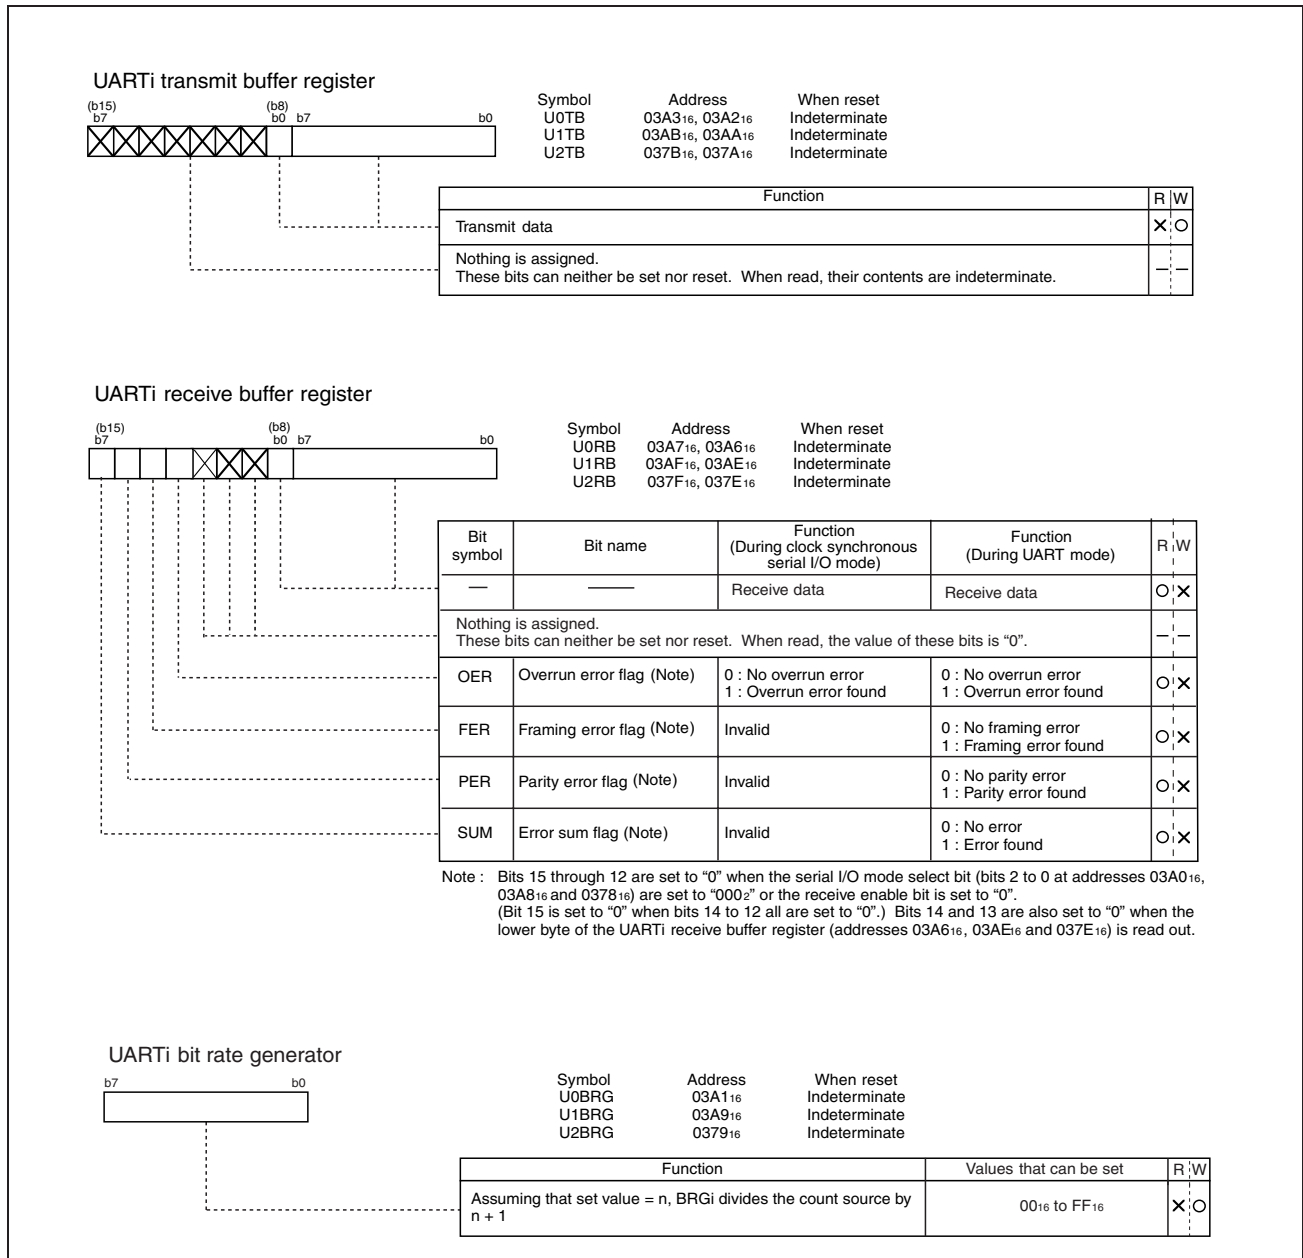 UARTi transmit buffer register
(b15) (b8)
b7 b0 b7 b0
Symbol Address When reset
U0TB 03A316, 03A216 Indeterminate
U1TB 03AB16, 03AA16 Indeterminate
U2TB 037B16, 037A16 Indeterminate
Function R W
Transmit data X O
Nothing is assigned.
These bits can neither be set nor reset. When read, their contents are indeterminate. — —
UARTi receive buffer register
(b15) (b8)
b7 b0 b7 b0
Symbol Address When reset
U0RB 03A716, 03A616 Indeterminate
U1RB 03AF16, 03AE16 Indeterminate
U2RB 037F16, 037E16 Indeterminate
Bit symbol Bit name Function (During clock synchronous serial I/O mode) Function (During UART mode) R W
— — Receive data Receive data O X
Nothing is assigned.
These bits can neither be set nor reset. When read, the value of these bits is “0”. — —
OER Overrun error flag (Note) 0 : No overrun error 0 : No overrun error O X
1 : Overrun error found 1 : Overrun error found
FER Framing error flag (Note) Invalid 0 : No framing error O X
1 : Framing error found
PER Parity error flag (Note) Invalid 0 : No parity error O X
1 : Parity error found
SUM Error sum flag (Note) Invalid 0 : No error O X
1 : Error found
Note : Bits 15 through 12 are set to “0” when the serial I/O mode select bit (bits 2 to 0 at addresses 03A016,
03A816 and 037816) are set to “0002” or the receive enable bit is set to “0”.
(Bit 15 is set to “0” when bits 14 to 12 all are set to “0”.) Bits 14 and 13 are also set to “0” when the
lower byte of the UARTi receive buffer register (addresses 03A616, 03AE16 and 037E16) is read out.
UARTi bit rate generator
b7 b0
Symbol Address When reset
U0BRG 03A116 Indeterminate
U1BRG 03A916 Indeterminate
U2BRG 037916 Indeterminate
Function Values that can be set R W
Assuming that set value = n, BRGi divides the count source by 0016 to FF16 X O
n + 1